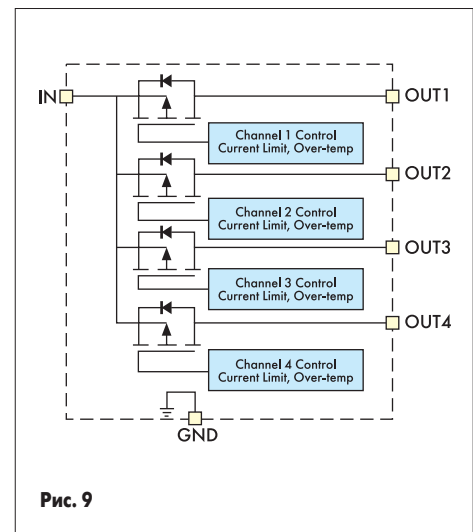 IN
OUT1
Channel 1 Control
Current Limit, Over-temp
OUT2
Channel 2 Control
Current Limit, Over-temp
OUT3
Channel 3 Control
Current Limit, Over-temp
OUT4
Channel 4 Control
Current Limit, Over-temp
GND
Рис. 9